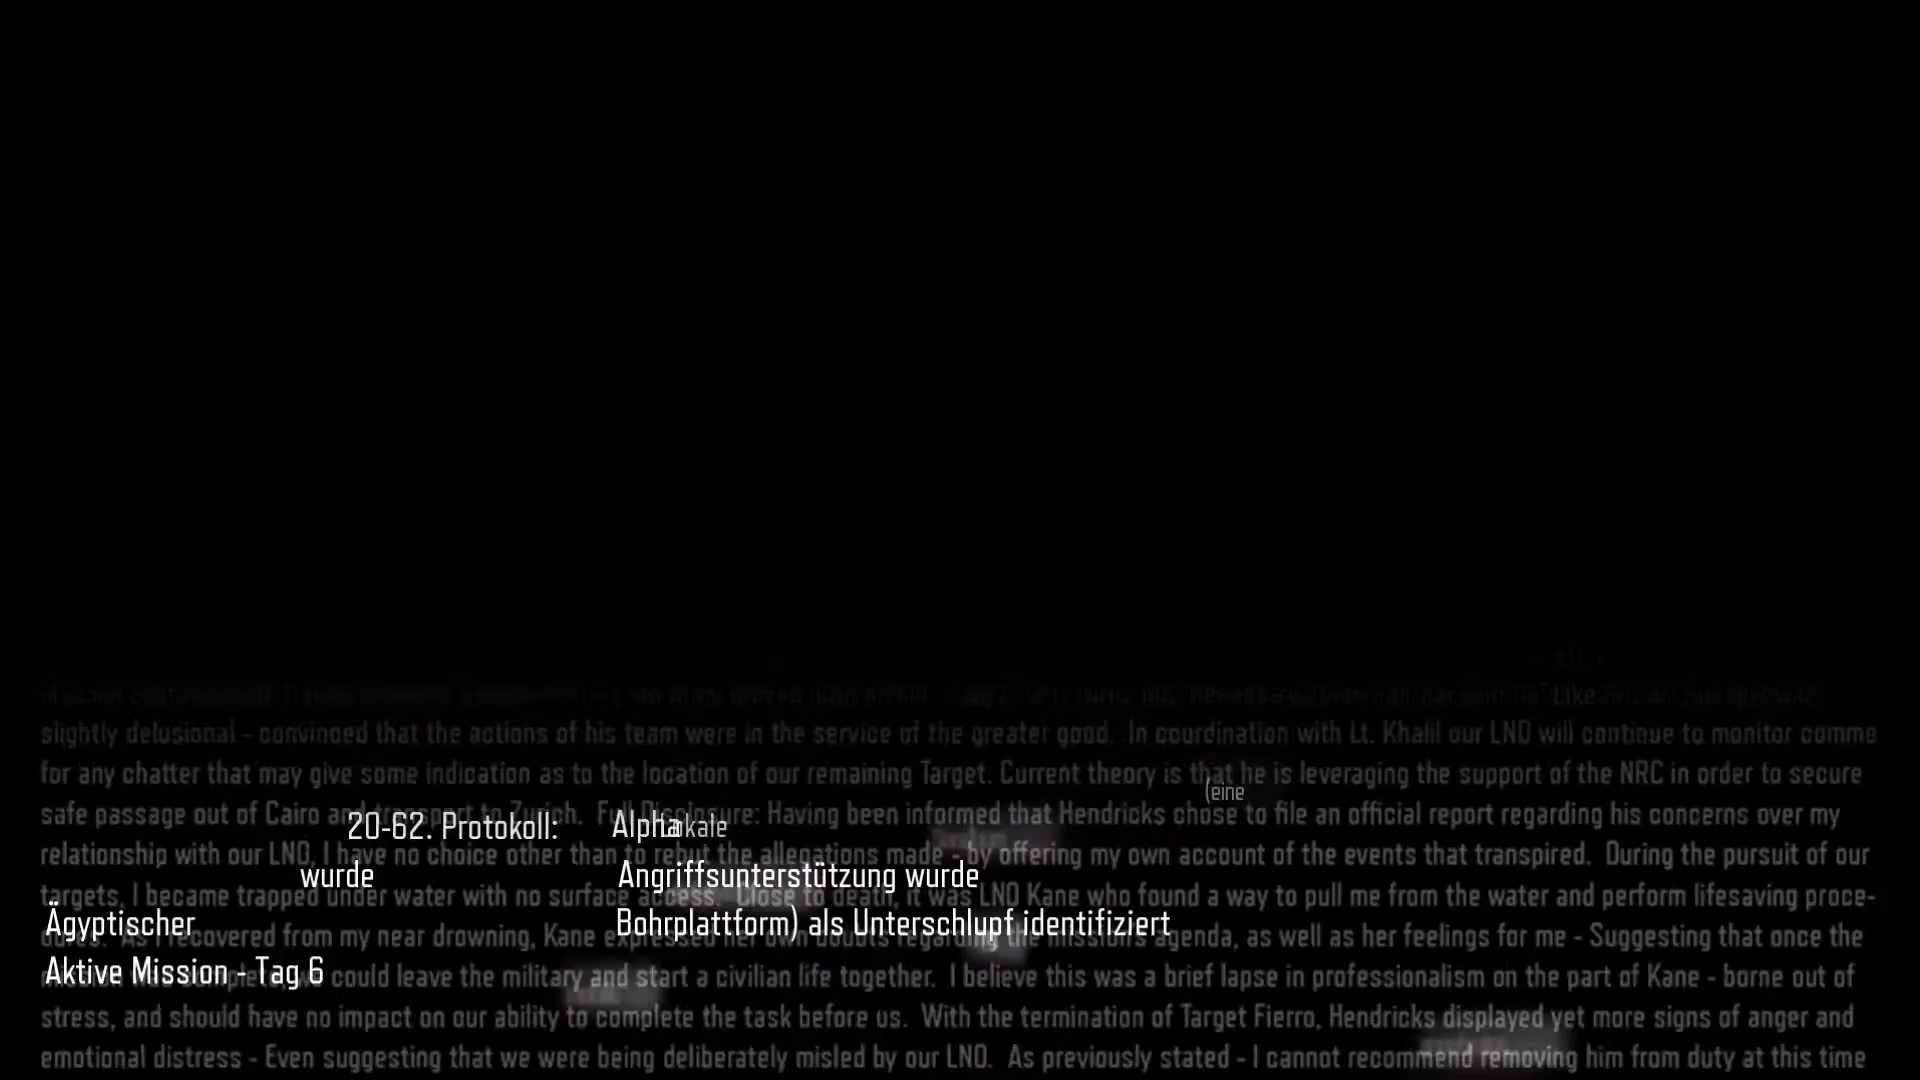 slightly delusional - convinced that the actions of his team were in the service of the greater good. In coordination with Lt. Khalil our LNO will continue to monitor comms
for any chatter that may give some indication as to the location of our remaining Target. Current theory is that he is leveraging the support of the NRC in order to secure
(eine
safe passage out of Cairo and transport to Zurich. Full Disclosure: Having been informed that Hendricks chose to file an official report regarding his concerns over my
20-62. Protokoll: Alpha Lokale
relationship with our LNO, I have no choice other than to rebut the allegations made - by offering my own account of the events that transpired. During the pursuit of our
wurde Angriffsunterstützung wurde
targets, I became trapped under water with no surface access. Close to death, it was LNO Kane who found a way to pull me from the water and perform lifesaving proce-
Ägyptischer Bohrplattform) als Unterschlupf identifiziert
As I recovered from my near drowning, Kane expressed her own doubts regarding the missions agenda, as well as her feelings for me - Suggesting that once the
Aktive Mission - Tag 6
could leave the military and start a civilian life together. I believe this was a brief lapse in professionalism on the part of Kane - borne out of
stress, and should have no impact on our ability to complete the task before us. With the termination of Target Fierro, Hendricks displayed yet more signs of anger and
emotional distress - Even suggesting that we were being deliberately misled by our LNO. As previously stated - I cannot recommend removing him from duty at this time